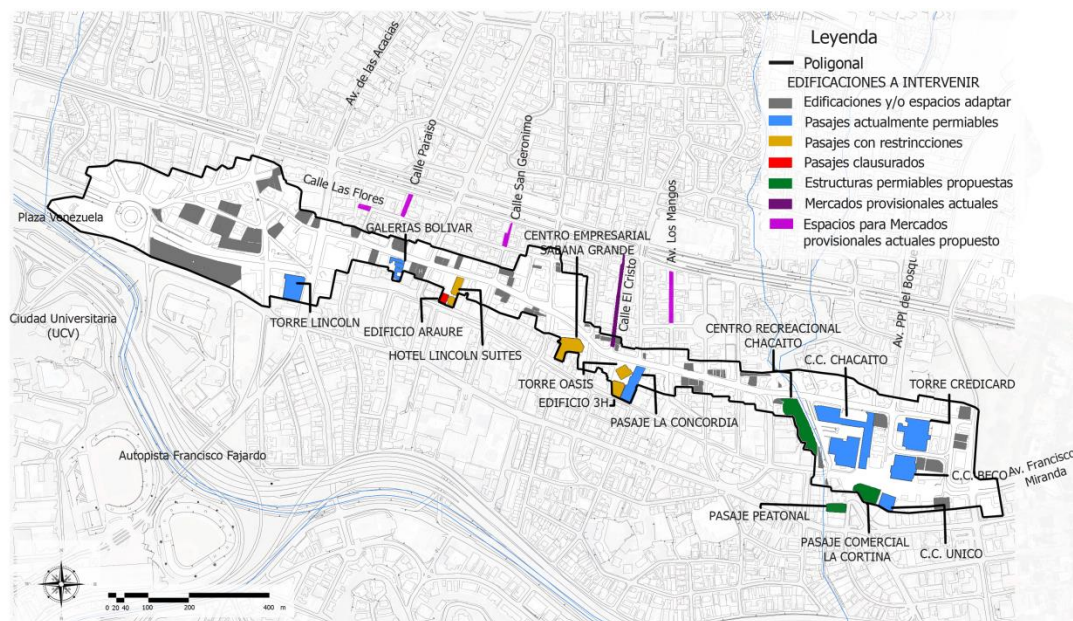 Leyenda
Poligonal
EDIFICACIONES A INTERVENIR
Edificaciones y/o espacios adaptar
Pasajes actualmente permiables
Pasajes con restrincciones
Pasajes clausurados
Estructuras permiables propuestas
Mercados provisionales actuales
Espacios para Mercados
provisionales actuales propuesto
Av. de las Acacias
Calle Paraiso
Calle San Geronimo
Calle Las Flores
Av. Los Mangos
Plaza Venezuela
GALERIAS BOLIVAR
CENTRO EMPRESARIAL
SABANA GRANDE
Calle El Cristo
Av. PPI del Bosque
Ciudad Universitaria
(UCV)
TORRE LINCOLN
EDIFICIO ARAURE
HOTEL LINCOLN SUITES
CENTRO RECREACIONAL
CHACAITO
C.C. CHACAITO
TORRE CREDICARD
TORRE OASIS
EDIFICIO 3H
PASAJE LA CONCORDIA
Autopista Francisco Fajardo
C.C. BECO
Av. Francisco
Miranda
PASAJE PEATONAL
PASAJE COMERCIAL
LA CORTINA
C.C. UNICO
0 20 40 100 200 400 m